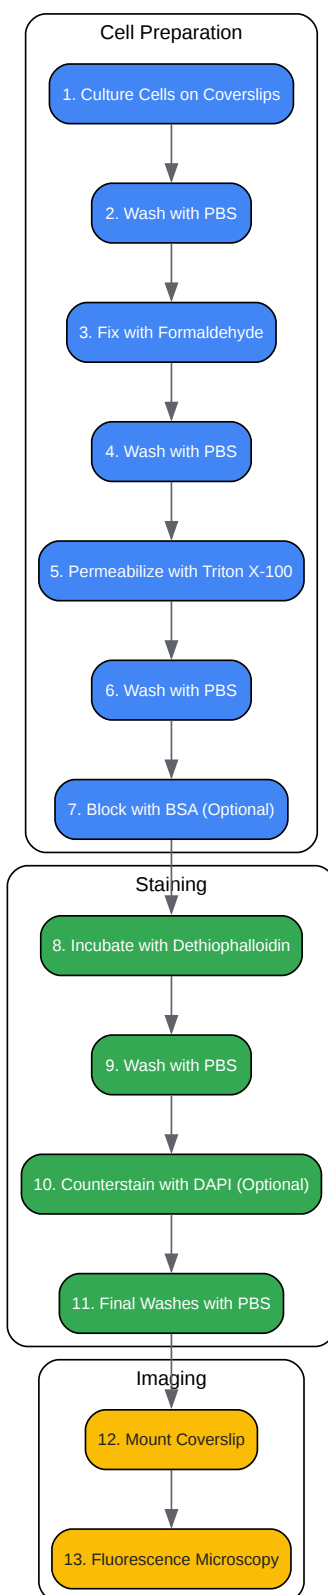 Cell Preparation
1. Culture Cells on Coverslips
2. Wash with PBS
3. Fix with Formaldehyde
4. Wash with PBS
5. Permeabilize with Triton X-100
6. Wash with PBS
7. Block with BSA (Optional)
Staining
8. Incubate with Dethiophalloidin
9. Wash with PBS
10. Counterstain with DAPI (Optional)
11. Final Washes with PBS
Imaging
12. Mount Coverslip
13. Fluorescence Microscopy